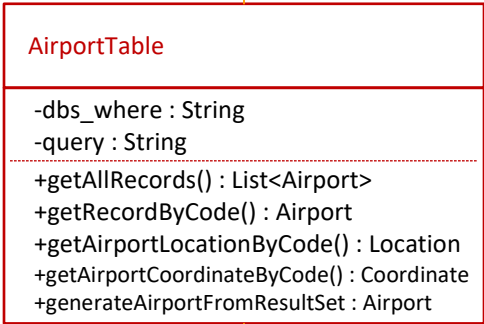 AirportTable
-dbs_where : String
-query : String
+getAllRecords() : List<Airport>
+getRecordByCode() : Airport
+getAirportLocationByCode() : Location
+getAirportCoordinateByCode() : Coordinate
+generateAirportFromResultSet : Airport